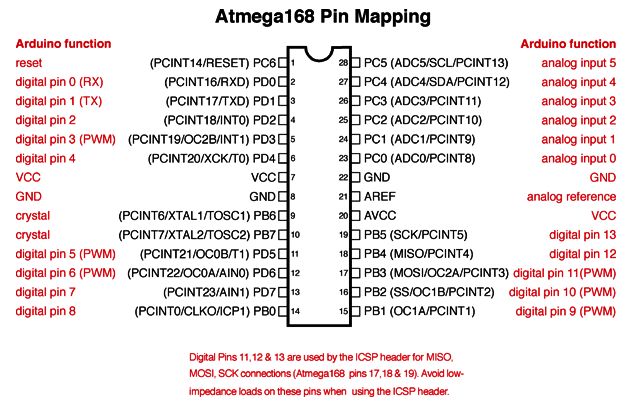 Atmega168 Pin Mapping
Arduino function Arduino function
reset (PCINT14/RESET) PC6 1 28 PC5 (ADC5/SCL/PCINT13) analog input 5
digital pin 0 (RX) (PCINT16/RXD) PD0 2 27 PC4 (ADC4/SDA/PCINT12) analog input 4
digital pin 1 (TX) (PCINT17/TXD) PD1 3 26 PC3 (ADC3/PCINT11) analog input 3
digital pin 2 (PCINT18/INT0) PD2 4 25 PC2 (ADC2/PCINT10) analog input 2
digital pin 3 (PWM) (PCINT19/OC2B/INT1) PD3 5 24 PC1 (ADC1/PCINT9) analog input 1
digital pin 4 (PCINT20/XCK/T0) PD4 6 23 PC0 (ADC0/PCINT8) analog input 0
VCC VCC 7 22 GND GND
GND GND 8 21 AREF analog reference
crystal (PCINT6/XTAL1/TOSC1) PB6 9 20 AVCC VCC
crystal (PCINT7/XTAL2/TOSC2) PB7 10 19 PB5 (SCK/PCINT5) digital pin 13
digital pin 5 (PWM) (PCINT21/OC0B/T1) PD5 11 18 PB4 (MISO/PCINT4) digital pin 12
digital pin 6 (PWM) (PCINT22/OC0A/AIN0) PD6 12 17 PB3 (MOSI/OC2A/PCINT3) digital pin 11(PWM)
digital pin 7 (PCINT23/AIN1) PD7 13 16 PB2 (SS/OC1B/PCINT2) digital pin 10 (PWM)
digital pin 8 (PCINT0/CLKO/ICP1) PB0 14 15 PB1 (OC1A/PCINT1) digital pin 9 (PWM)
Digital Pins 11,12 & 13 are used by the ICSP header for MISO,
MOSI, SCK connections (Atmega168 pins 17,18 & 19). Avoid low-
impedance loads on these pins when using the ICSP header.